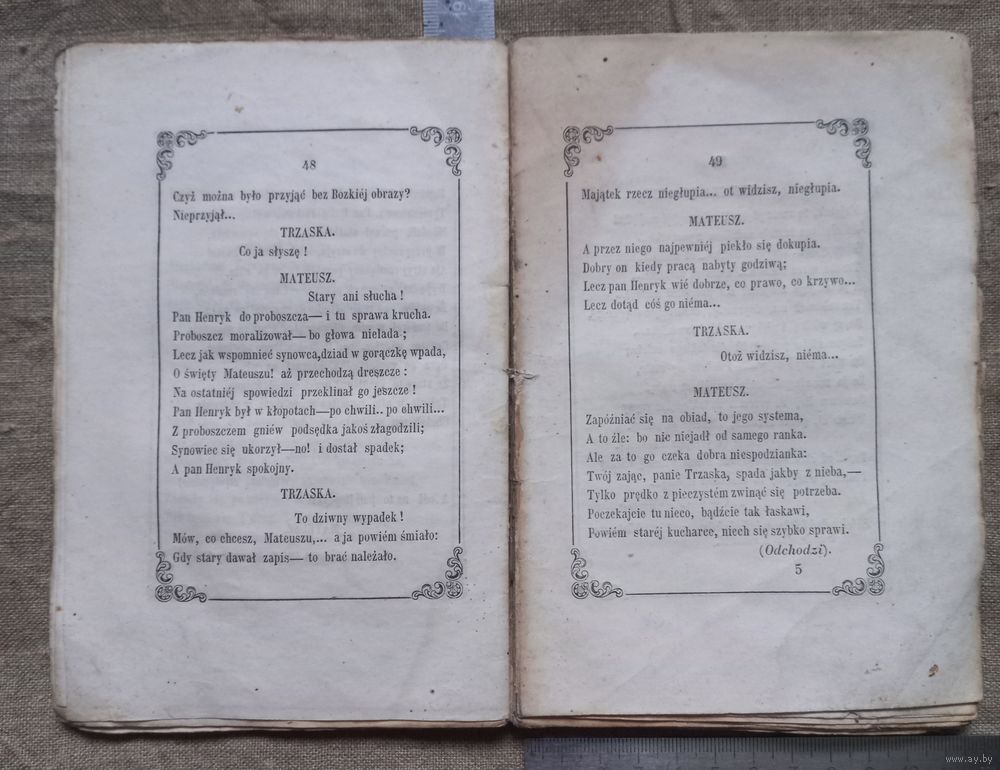 48
Czyż można było przyjąć bez Bozkiéj obrazy?
Nieprzyjął...
TRZASKA.
Co ja słyszę !
MATEUSZ.
Stary ani słucha !
Pan Henryk do proboszcza— i tu sprawa krucha.
Proboszcz moralizował— bo głowa nielada ;
Lecz jak wspomnieć synowca,dziad w gorączkę wpada,
O święty Mateuszu! aż przechodzą dreszcze :
Na ostatniéj spowiedzi przeklinał go jeszcze !
Pan Henryk był w kłopotach—po chwili.. po chwili...
Z proboszczem gniéw podsędka jakoś złagodzili;
Synowiec się ukorzył—no! i dostał spadek;
A pan Henryk spokojny.
TRZASKA.
To dziwny wypadek !
Mów, co chcesz, Mateuszu,... a ja powiém śmiało:
Gdy stary dawał zapis— to brać należało.
49
Majątek rzecz niegłupia... ot widzisz, niegłupia.
MATEUSZ.
A przez niego najpewniéj piekło się dokupia.
Dobry on kiedy pracą nabyty godziwą;
Lecz pan Henryk wié dobrze, co prawo, co krzywo...
Lecz dotąd cóś go niéma...
TRZASKA.
Otoż widzisz, niéma...
MATEUSZ.
Zapóźniać się na obiad, to jego systema,
A to źle: bo nic niejadł od samego ranka.
Ale za to go czeka dobra niespodzianka:
Twój zając, panie Trzaska, spada jakby z nieba,—
Tylko prędko z pieczystém zwinąć się potrzeba.
Poczekajcie tu nieco, bądźcie tak łaskawi,
Powiém staréj kucharce, niech się szybko sprawi.
(Odchodzi).
5
www.ay.by